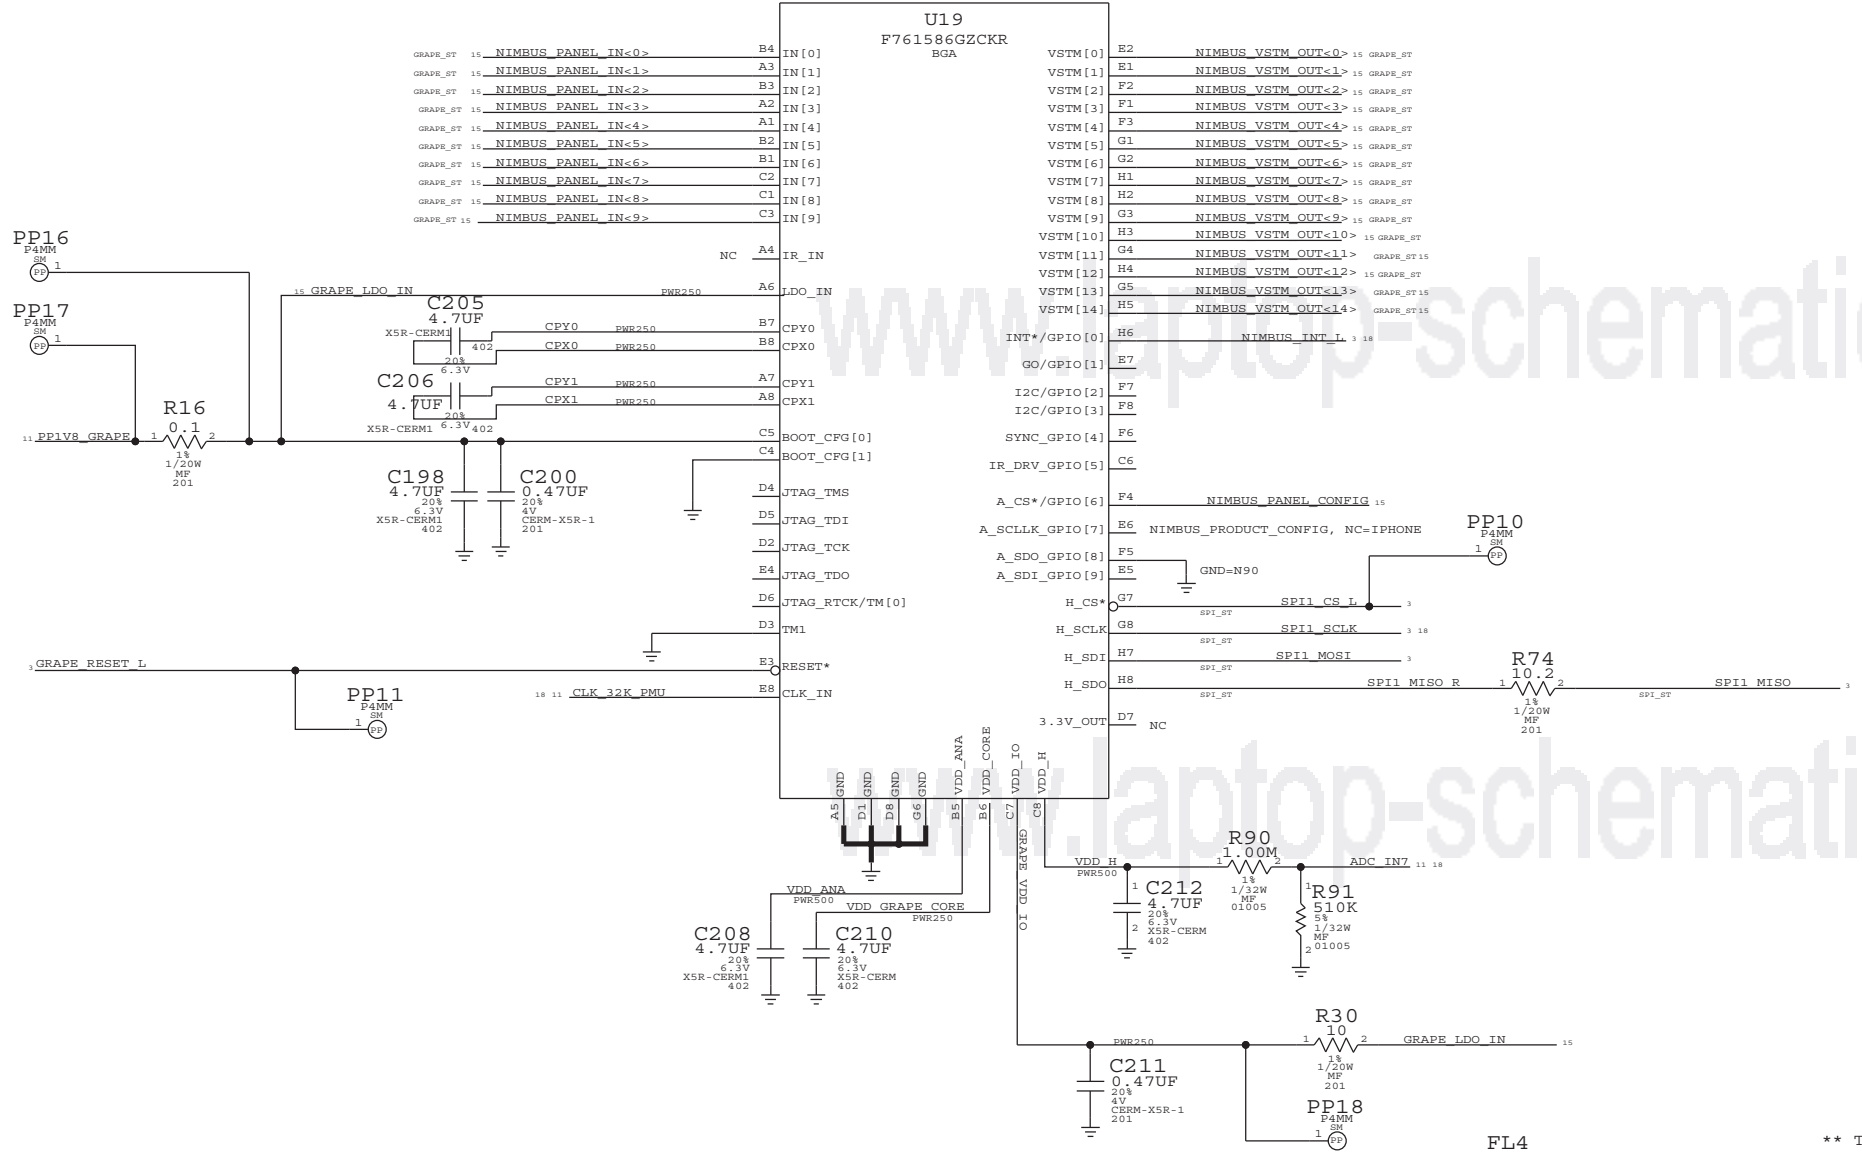 U19
F761586GZCKR
BGA
GRAPE_ST 15 NIMBUS_PANEL_IN<0> B4 IN[0] VSTM[0] E2 NIMBUS_VSTM_OUT<0> 15 GRAPE_ST
GRAPE_ST 15 NIMBUS_PANEL_IN<1> A3 IN[1] VSTM[1] E1 NIMBUS_VSTM_OUT<1> 15 GRAPE_ST
GRAPE_ST 15 NIMBUS_PANEL_IN<2> B3 IN[2] VSTM[2] F2 NIMBUS_VSTM_OUT<2> 15 GRAPE_ST
GRAPE_ST 15 NIMBUS_PANEL_IN<3> A2 IN[3] VSTM[3] F1 NIMBUS_VSTM_OUT<3> 15 GRAPE_ST
GRAPE_ST 15 NIMBUS_PANEL_IN<4> A1 IN[4] VSTM[4] F3 NIMBUS_VSTM_OUT<4> 15 GRAPE_ST
GRAPE_ST 15 NIMBUS_PANEL_IN<5> B2 IN[5] VSTM[5] G1 NIMBUS_VSTM_OUT<5> 15 GRAPE_ST
GRAPE_ST 15 NIMBUS_PANEL_IN<6> B1 IN[6] VSTM[6] G2 NIMBUS_VSTM_OUT<6> 15 GRAPE_ST
GRAPE_ST 15 NIMBUS_PANEL_IN<7> C2 IN[7] VSTM[7] H1 NIMBUS_VSTM_OUT<7> 15 GRAPE_ST
GRAPE_ST 15 NIMBUS_PANEL_IN<8> C1 IN[8] VSTM[8] H2 NIMBUS_VSTM_OUT<8> 15 GRAPE_ST
GRAPE_ST 15 NIMBUS_PANEL_IN<9> C3 IN[9] VSTM[9] G3 NIMBUS_VSTM_OUT<9> 15 GRAPE_ST
VSTM[10] H3 NIMBUS_VSTM_OUT<10> 15 GRAPE_ST
NC A4 IR_IN VSTM[11] G4 NIMBUS_VSTM_OUT<11> GRAPE_ST 15
VSTM[12] H4 NIMBUS_VSTM_OUT<12> 15 GRAPE_ST
15 GRAPE_LDO_IN PWR250 A6 LDO_IN VSTM[13] G5 NIMBUS_VSTM_OUT<13> GRAPE_ST 15
VSTM[14] H5 NIMBUS_VSTM_OUT<14> GRAPE_ST 15
PP16
P4MM
SM
PP 1
PP17
P4MM
SM
PP 1
www.laptop-schemati
C205
4.7UF
X5R-CERM1
402
20%
6.3V
CPY0 PWR250 B7 CPY0
CPX0 PWR250 B8 CPX0
INT*/GPIO[0] H6 NIMBUS_INT_L 3 18
GO/GPIO[1] E7
C206
4.7UF
20%
6.3V
X5R-CERM1 402
CPY1 PWR250 A7 CPY1
CPX1 PWR250 A8 CPX1
I2C/GPIO[2] F7
I2C/GPIO[3] F8
R16
0.1
11 PP1V8_GRAPE 1 2
1%
1/20W
MF
201
C5 BOOT_CFG[0] SYNC_GPIO[4] F6
C4 BOOT_CFG[1] IR_DRV_GPIO[5] C6
C198
4.7UF
20%
6.3V
X5R-CERM1
402
C200
0.47UF
20%
4V
CERM-X5R-1
201
D4 JTAG_TMS A_CS*/GPIO[6] F4 NIMBUS_PANEL_CONFIG 15
D5 JTAG_TDI A_SCLLK_GPIO[7] E6 NIMBUS_PRODUCT_CONFIG, NC=IPHONE
D2 JTAG_TCK A_SDO_GPIO[8] F5
E4 JTAG_TDO A_SDI_GPIO[9] E5 GND=N90
PP10
P4MM
SM
1 PP
D6 JTAG_RTCK/TM[0] H_CS* G7 SPI_ST SPI1_CS_L 3
D3 TM1 H_SCLK G8 SPI_ST SPI1_SCLK 3 18
3 GRAPE_RESET_L E3 RESET* H_SDI H7 SPI_ST SPI1_MOSI 3
18 11 CLK_32K_PMU E8 CLK_IN H_SDO H8 SPI_ST SPI1_MISO_R
R74
10.2
1 2
1%
1/20W
MF
201
SPI_ST SPI1_MISO 3
PP11
P4MM
SM
1 PP
3.3V_OUT D7 NC
www.laptop-schemati
GND GND GND GND VDD_ANA VDD_CORE VDD_IO VDD_H
A5 D1 D8 G6 B5 B6 C7 C8
GRAPE_VDD_IO
VDD_H
PWR500
R90
1.00M
1 2
1%
1/32W
MF
01005
ADC_IN7 11 18
1
C212
4.7UF
20%
6.3V
X5R-CERM
402
2
1
R91
510K
5%
1/32W
MF
01005
2
VDD_ANA
PWR500
VDD_GRAPE_CORE
PWR250
C208
4.7UF
20%
6.3V
X5R-CERM1
402
C210
4.7UF
20%
6.3V
X5R-CERM
402
R30
10
PWR250 1 2 GRAPE_LDO_IN 15
1%
1/20W
MF
201
C211
0.47UF
20%
4V
CERM-X5R-1
201
PP18
P4MM
SM
1 PP
FL4
** T